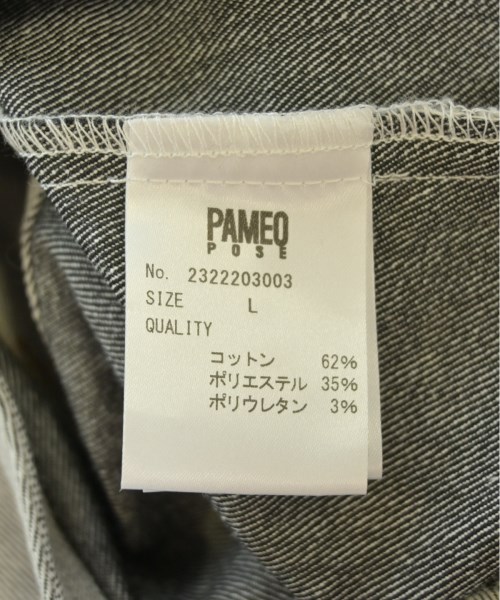 PAMEO
POSE
No. 2322203003
SIZE L
QUALITY
コットン 62%
ポリエステル 35%
ポリウレタン 3%